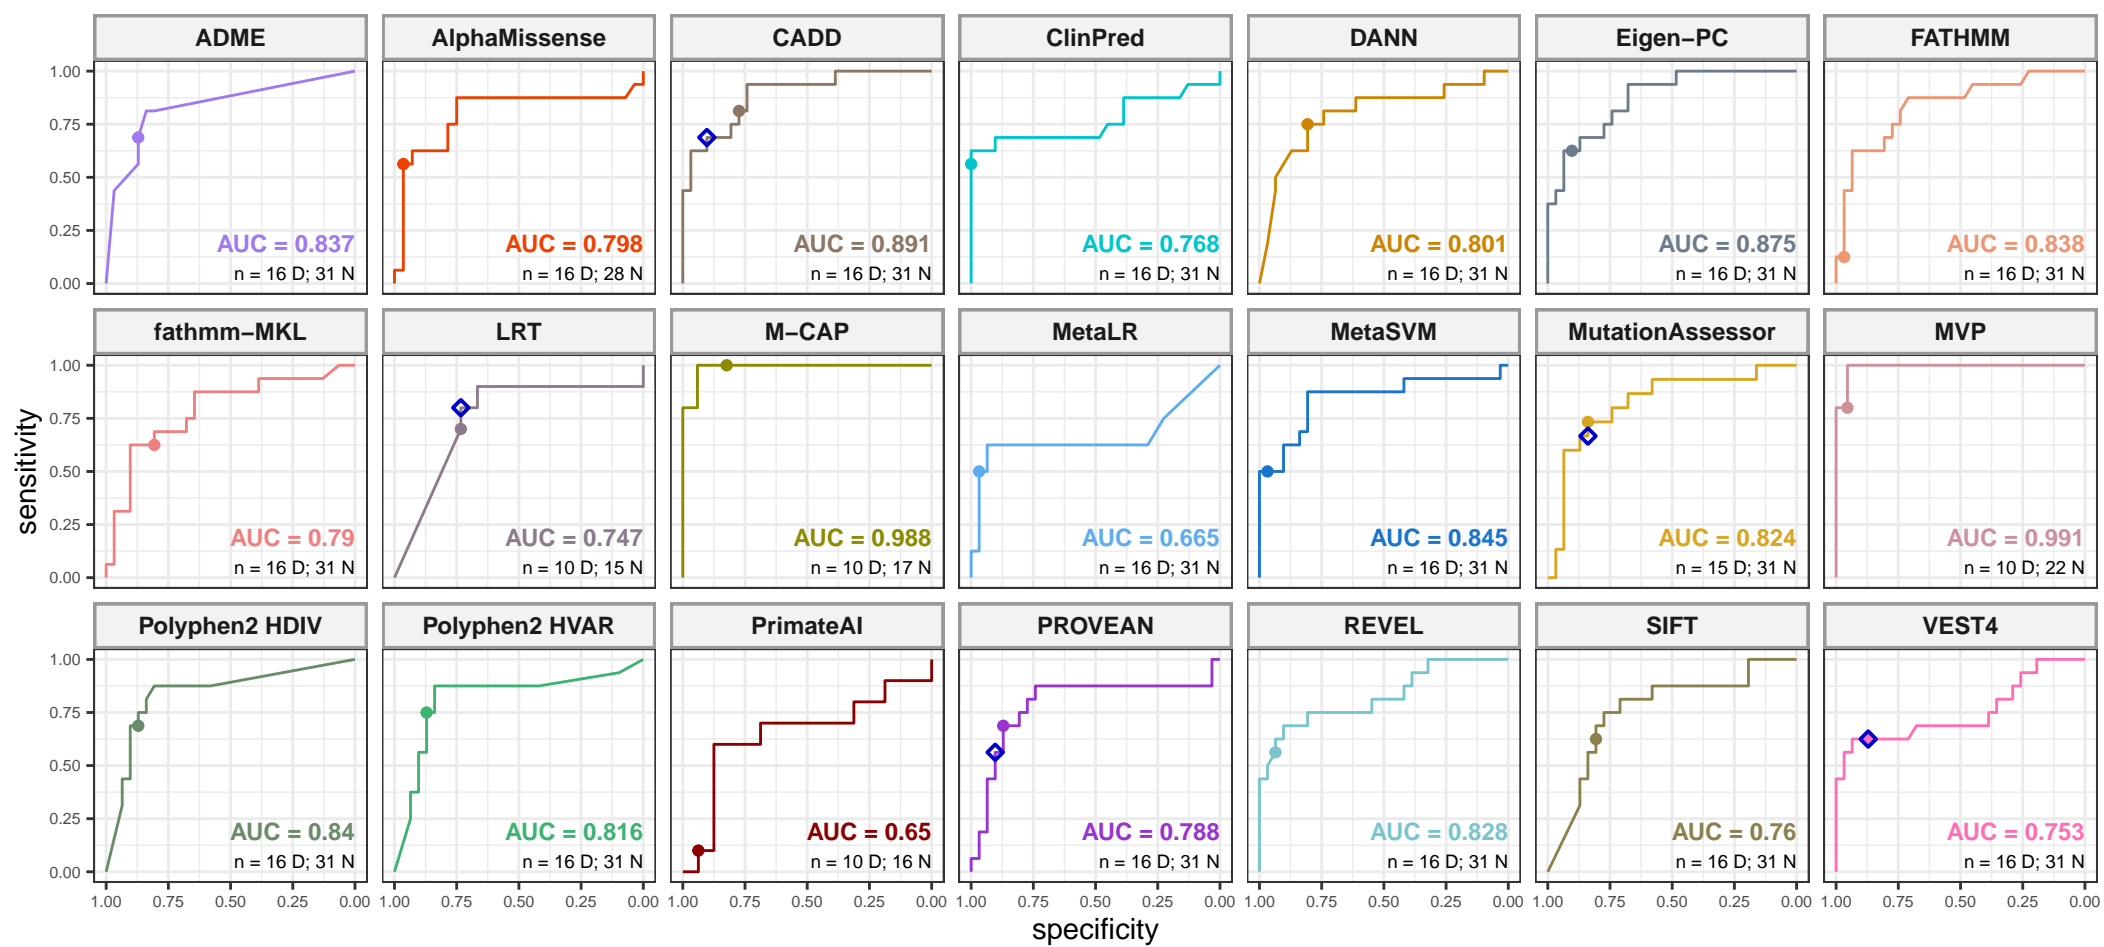 ADME
AlphaMissense
CADD
ClinPred
DANN
Eigen−PC
FATHMM
1.00
0.75
0.50
0.25
0.00
AUC = 0.837
n = 16 D; 31 N
AUC = 0.798
n = 16 D; 28 N
AUC = 0.891
n = 16 D; 31 N
AUC = 0.768
n = 16 D; 31 N
AUC = 0.801
n = 16 D; 31 N
AUC = 0.875
n = 16 D; 31 N
AUC = 0.838
n = 16 D; 31 N
fathmm−MKL
LRT
M−CAP
MetaLR
MetaSVM
MutationAssessor
MVP
sensitivity
1.00
0.75
0.50
0.25
0.00
AUC = 0.79
n = 16 D; 31 N
AUC = 0.747
n = 10 D; 15 N
AUC = 0.988
n = 10 D; 17 N
AUC = 0.665
n = 16 D; 31 N
AUC = 0.845
n = 16 D; 31 N
AUC = 0.824
n = 15 D; 31 N
AUC = 0.991
n = 10 D; 22 N
Polyphen2 HDIV
Polyphen2 HVAR
PrimateAI
PROVEAN
REVEL
SIFT
VEST4
1.00
0.75
0.50
0.25
0.00
AUC = 0.84
n = 16 D; 31 N
AUC = 0.816
n = 16 D; 31 N
AUC = 0.65
n = 10 D; 16 N
AUC = 0.788
n = 16 D; 31 N
AUC = 0.828
n = 16 D; 31 N
AUC = 0.76
n = 16 D; 31 N
AUC = 0.753
n = 16 D; 31 N
1.00 0.75 0.50 0.25 0.00
1.00 0.75 0.50 0.25 0.00
1.00 0.75 0.50 0.25 0.00
1.00 0.75 0.50 0.25 0.00
1.00 0.75 0.50 0.25 0.00
1.00 0.75 0.50 0.25 0.00
1.00 0.75 0.50 0.25 0.00
specificity